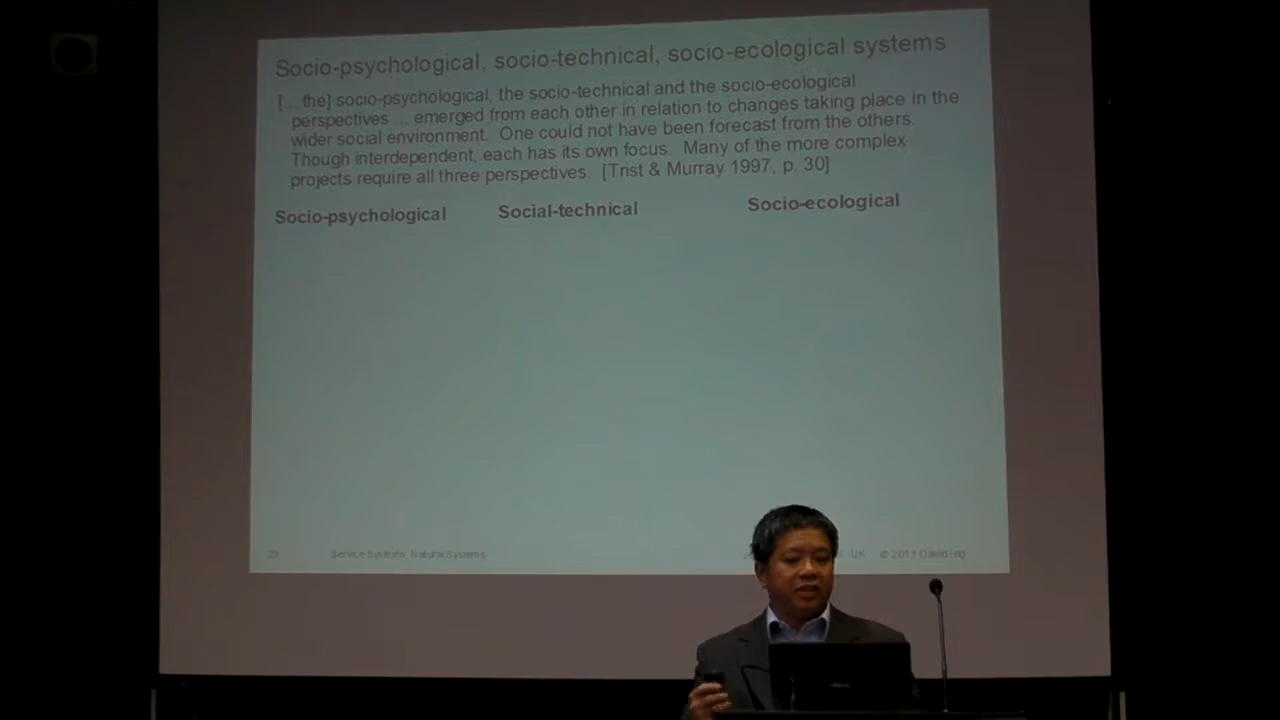 Socio-psychological, socio-technical, socio-ecological systems
[... the] socio-psychological, the socio-technical and the socio-ecological
perspectives ... emerged from each other in relation to changes taking place in the
wider social environment. One could not have been forecast from the others.
Though interdependent, each has its own focus. Many of the more complex
projects require all three perspectives. [Trist & Murray 1997, p. 30]
Socio-psychological Social-technical Socio-ecological
Service Systems, Natural Systems UK © 2011 David Ing